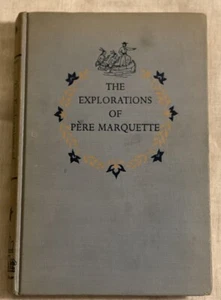 THE
EXPLORATIONS
OF
PÈRE MARQUETTE